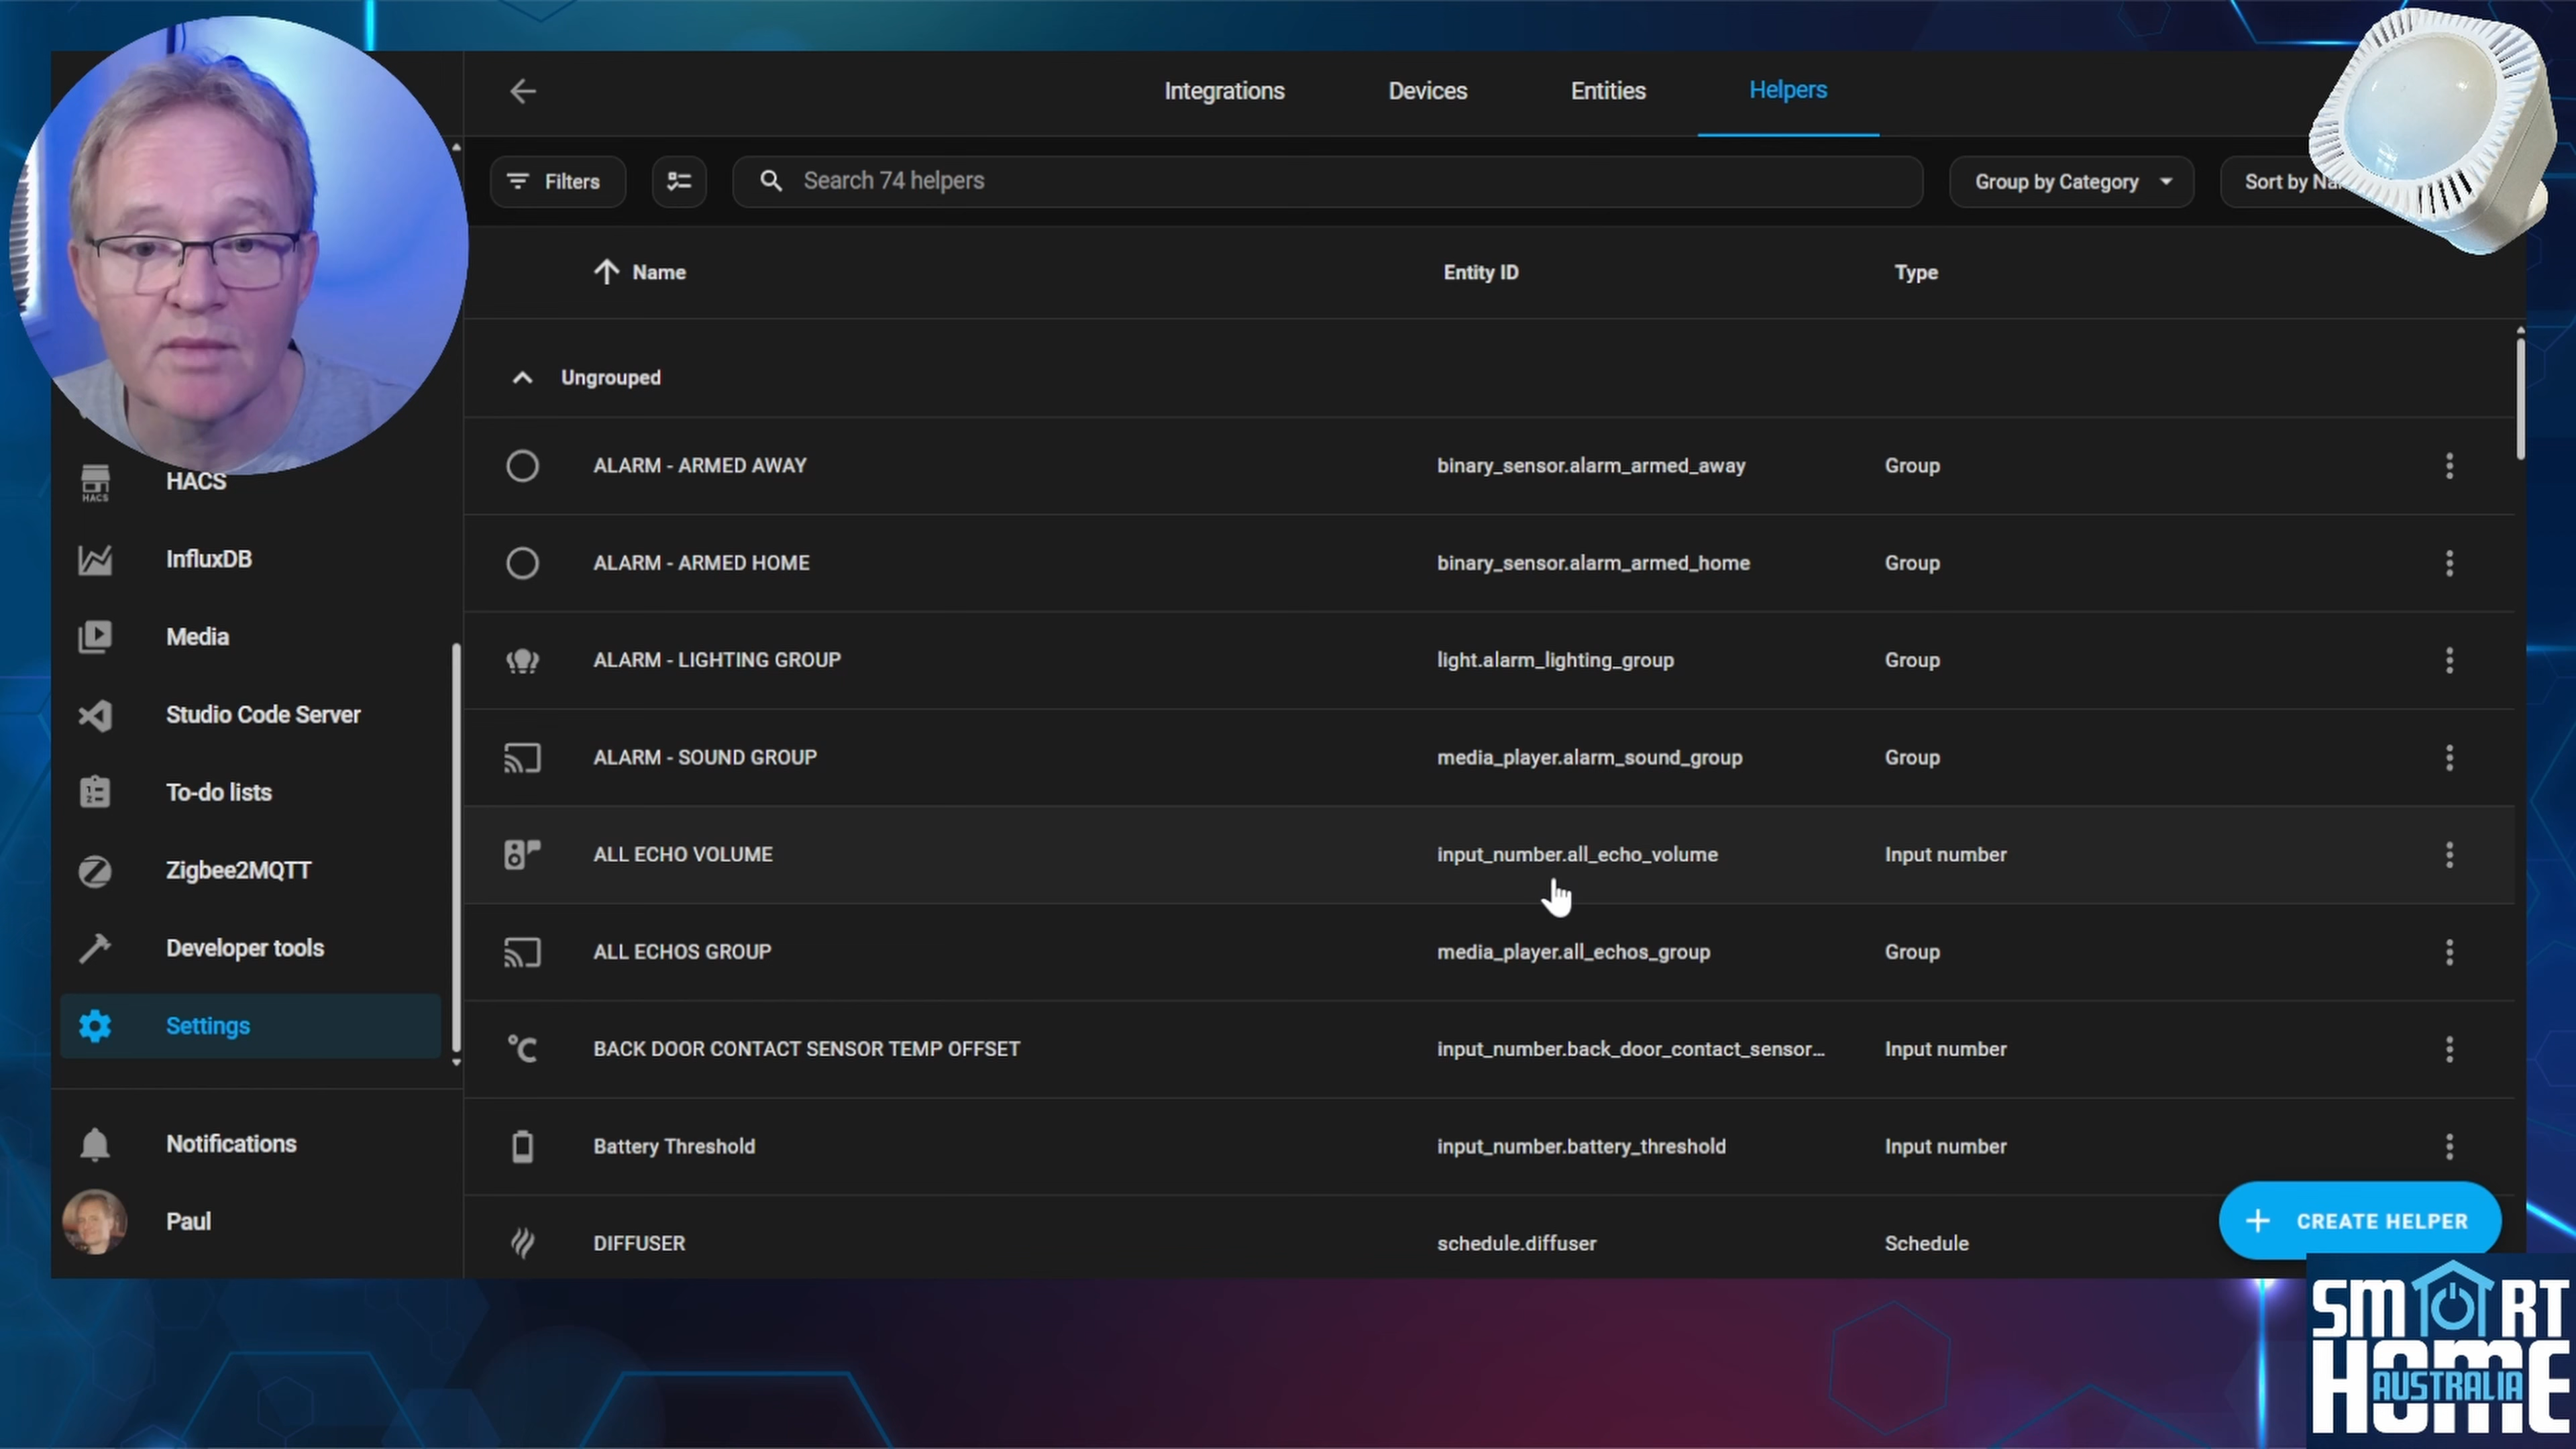 Integrations
Devices
Entities
Helpers
Filters
Search 74 helpers
Group by Category
Sort by
Name
Entity ID
Type
Ungrouped
ALARM - ARMED AWAY
binary_sensor.alarm_armed_away
Group
ALARM - ARMED HOME
binary_sensor.alarm_armed_home
Group
ALARM - LIGHTING GROUP
light.alarm_lighting_group
Group
ALARM - SOUND GROUP
media_player.alarm_sound_group
Group
ALL ECHO VOLUME
input_number.all_echo_volume
Input number
ALL ECHOS GROUP
media_player.all_echos_group
Group
BACK DOOR CONTACT SENSOR TEMP OFFSET
input_number.back_door_contact_sensor...
Input number
Battery Threshold
input_number.battery_threshold
Input number
DIFFUSER
schedule.diffuser
Schedule
HACS
HACS
InfluxDB
Media
Studio Code Server
To-do lists
Zigbee2MQTT
Developer tools
Settings
Notifications
Paul
CREATE HELPER
SMART
HOME
AUSTRALIA